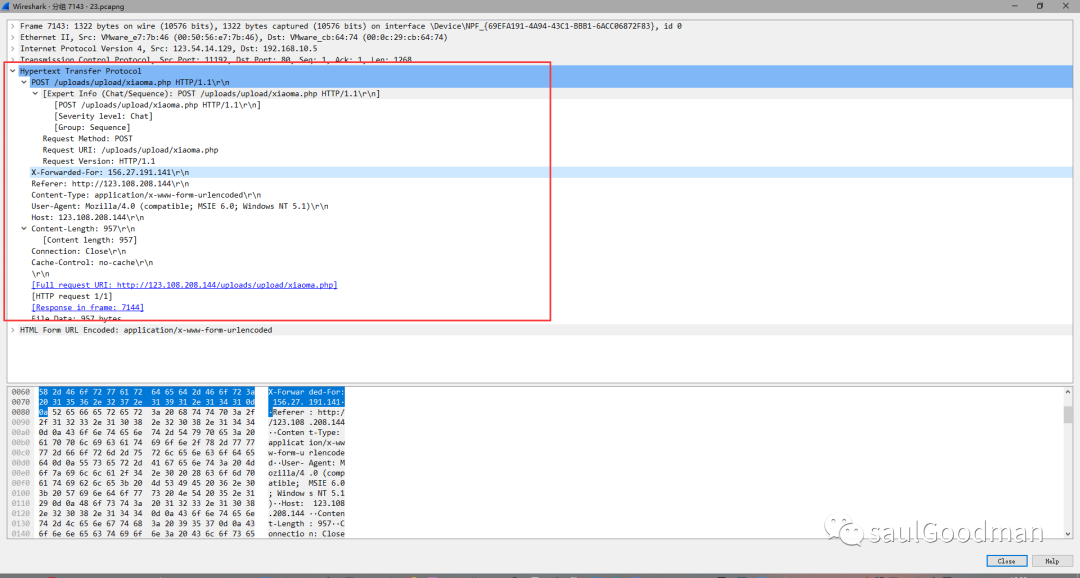 Wireshark · 分组 7143 · 23.pcapng
Frame 7143: 1322 bytes on wire (10576 bits), 1322 bytes captured (10576 bits) on interface \Device\NPF_{69EFA191-4A94-43C1-BBB1-6ACC06872F83}, id 0
Ethernet II, Src: VMware_e7:7b:46 (00:50:56:e7:7b:46), Dst: VMware_cb:64:74 (00:0c:29:cb:64:74)
Internet Protocol Version 4, Src: 123.54.14.129, Dst: 192.168.10.5
Transmission Control Protocol, Src Port: 11192, Dst Port: 80, Seq: 1, Ack: 1, Len: 1268
Hypertext Transfer Protocol
POST /uploads/upload/xiaoma.php HTTP/1.1\r\n
[Expert Info (Chat/Sequence): POST /uploads/upload/xiaoma.php HTTP/1.1\r\n]
[POST /uploads/upload/xiaoma.php HTTP/1.1\r\n]
[Severity level: Chat]
[Group: Sequence]
Request Method: POST
Request URI: /uploads/upload/xiaoma.php
Request Version: HTTP/1.1
X-Forwarded-For: 156.27.191.141\r\n
Referer: http://123.108.208.144\r\n
Content-Type: application/x-www-form-urlencoded\r\n
User-Agent: Mozilla/4.0 (compatible; MSIE 6.0; Windows NT 5.1)\r\n
Host: 123.108.208.144\r\n
Content-Length: 957\r\n
[Content length: 957]
Connection: Close\r\n
Cache-Control: no-cache\r\n
\r\n
[Full request URI: http://123.108.208.144/uploads/upload/xiaoma.php]
[HTTP request 1/1]
[Response in frame: 7144]
File Data: 957 bytes
HTML Form URL Encoded: application/x-www-form-urlencoded
0060 58 2d 46 6f 72 77 61 72 64 65 64 2d 46 6f 72 3a X-Forwar ded-For:
0070 20 31 35 36 2e 32 37 2e 31 39 31 2e 31 34 31 0d 156.27. 191.141·
0080 0a 52 65 66 65 72 65 72 3a 20 68 74 74 70 3a 2f ·Referer : http:/
0090 2f 31 32 33 2e 31 30 38 2e 32 30 38 2e 31 34 34 /123.108 .208.144
00a0 0d 0a 43 6f 6e 74 65 6e 74 2d 54 79 70 65 3a 20 ··Conten t-Type:
00b0 61 70 70 6c 69 63 61 74 69 6f 6e 2f 78 2d 77 77 applicat ion/x-ww
00c0 77 2d 66 6f 72 6d 2d 75 72 6c 65 6e 63 6f 64 65 w-form-u rlencode
00d0 64 0d 0a 55 73 65 72 2d 41 67 65 6e 74 3a 20 4d d··User- Agent: M
00e0 6f 7a 69 6c 6c 61 2f 34 2e 30 20 28 63 6f 6d 70 ozilla/4 .0 (comp
00f0 61 74 69 62 6c 65 3b 20 4d 53 49 45 20 36 2e 30 atible; MSIE 6.0
0100 3b 20 57 69 6e 64 6f 77 73 20 4e 54 20 35 2e 31 ; Window s NT 5.1
0110 29 0d 0a 48 6f 73 74 3a 20 31 32 33 2e 31 30 38 )··Host: 123.108
0120 2e 32 30 38 2e 31 34 34 0d 0a 43 6f 6e 74 65 6e .208.144 ··Conten
0130 74 2d 4c 65 6e 67 74 68 3a 20 39 35 37 0d 0a 43 t-Length : 957··C
0140 6f 6e 6e 65 63 74 69 6f 6e 3a 20 43 6c 6f 73 65 onnectio n: Close
saulGoodman
Close Help